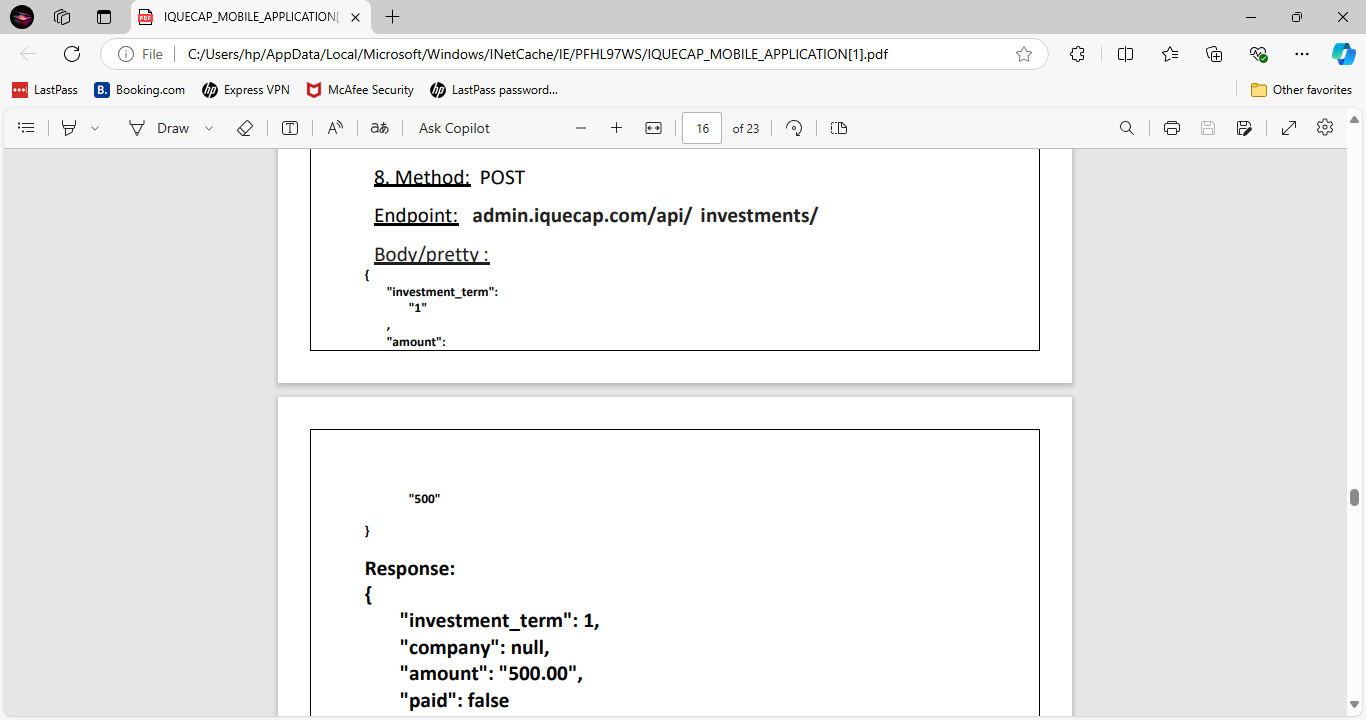 IQUECAP_MOBILE_APPLICATION[
File
C:/Users/hp/AppData/Local/Microsoft/Windows/INetCache/IE/PFHL97WS/IQUECAP_MOBILE_APPLICATION[1].pdf
LastPass
B. Booking.com
hp Express VPN
McAfee Security
hp LastPass password...
Other favorites
Draw
Ask Copilot
16 of 23
8. Method: POST
Endpoint: admin.iquecap.com/api/ investments/
Body/pretty :
{
"investment_term":
"1"
,
"amount":
"500"
}
Response:
{
"investment_term": 1,
"company": null,
"amount": "500.00",
"paid": false